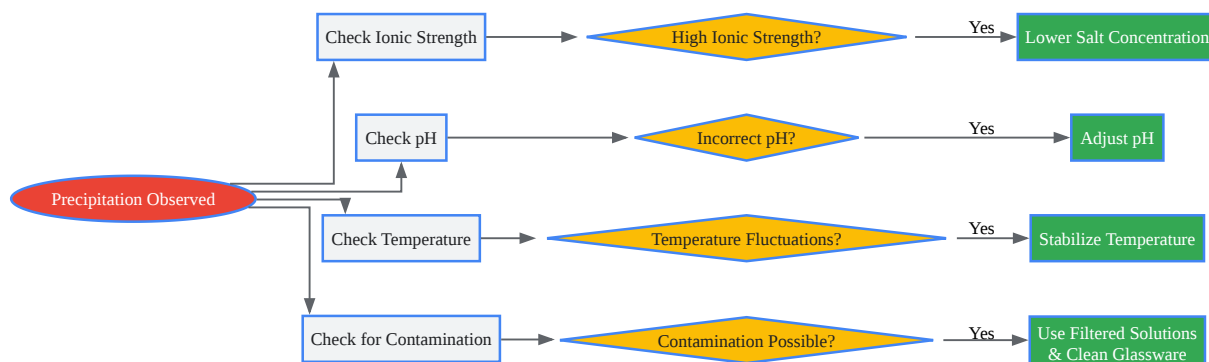 Check Ionic Strength
High Ionic Strength?
Yes
Lower Salt Concentration
Check pH
Incorrect pH?
Yes
Adjust pH
Precipitation Observed
Check Temperature
Temperature Fluctuations?
Yes
Stabilize Temperature
Check for Contamination
Contamination Possible?
Yes
Use Filtered Solutions
& Clean Glassware